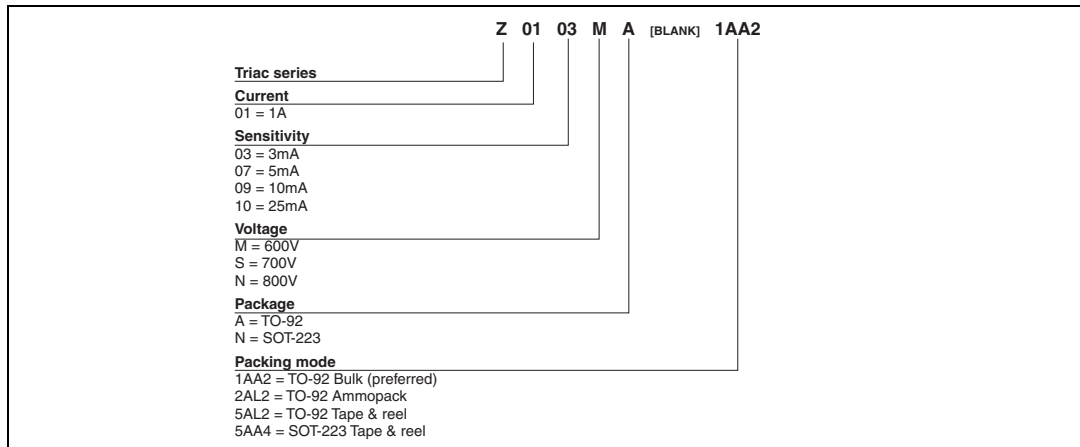 Z 01 03 M A [BLANK] 1AA2
Triac series
Current
01 = 1A
Sensitivity
03 = 3mA
07 = 5mA
09 = 10mA
10 = 25mA
Voltage
M = 600V
S = 700V
N = 800V
Package
A = TO-92
N = SOT-223
Packing mode
1AA2 = TO-92 Bulk (preferred)
2AL2 = TO-92 Ammopack
5AL2 = TO-92 Tape & reel
5AA4 = SOT-223 Tape & reel